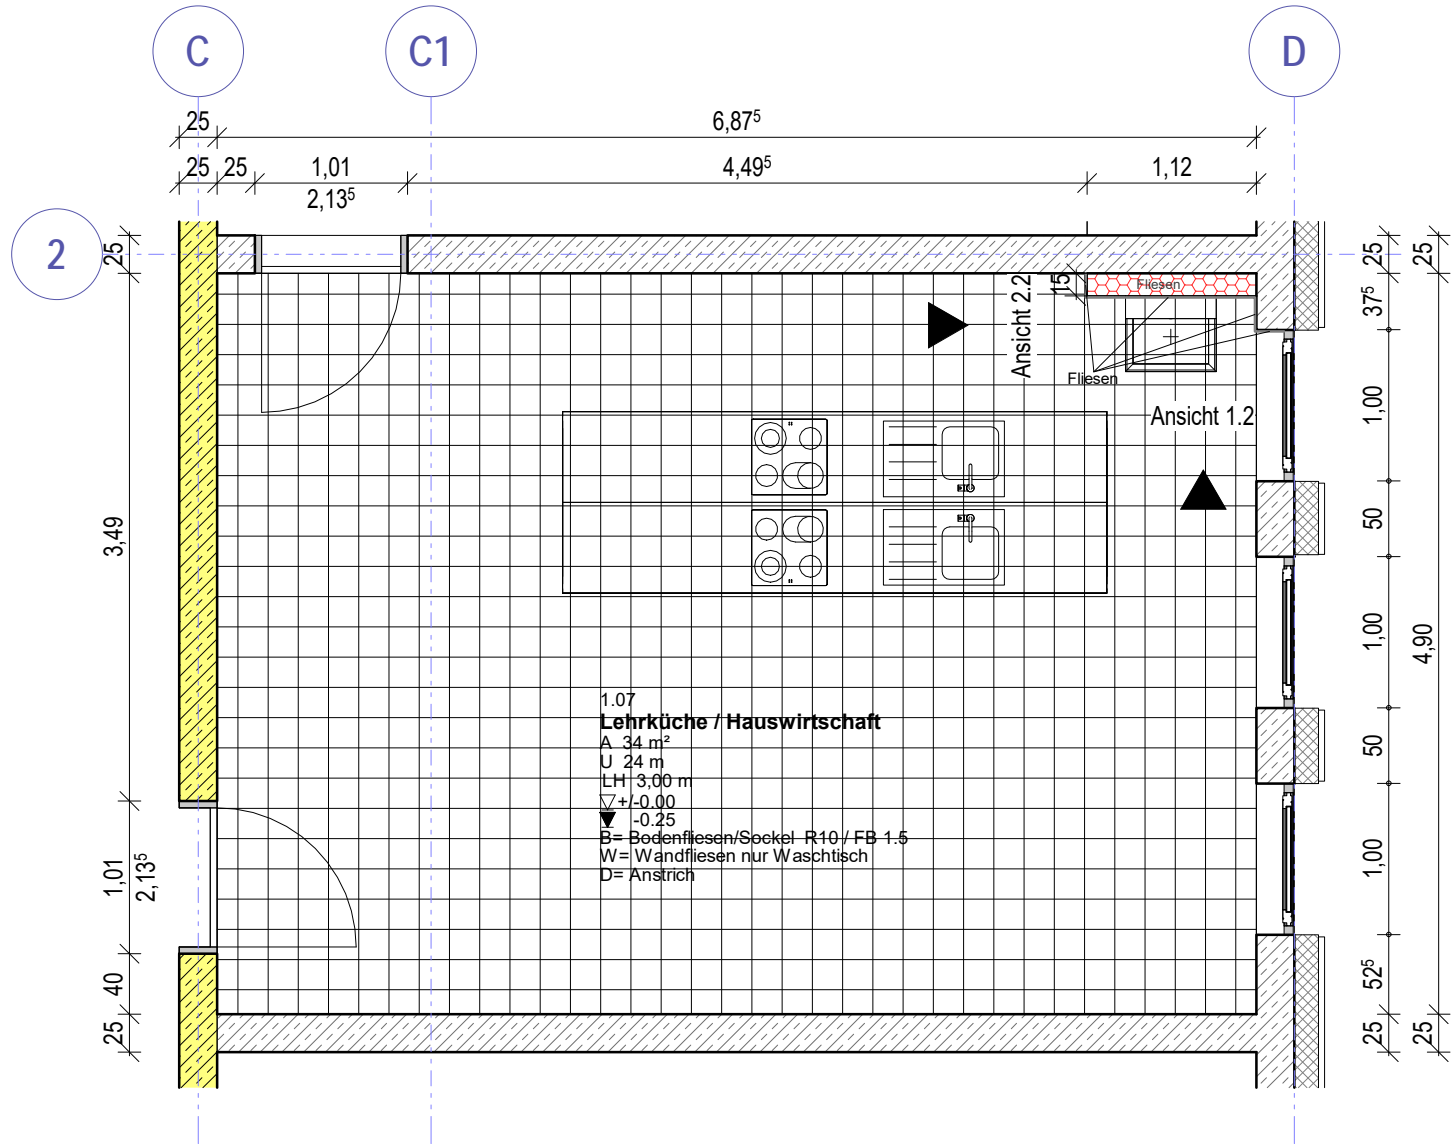 C
C1
D
25
6,87⁵
25
25
1,01
2,13⁵
4,49⁵
1,12
2
25
25
25
Fliesen
15
Ansicht 2.2
37⁵
Fliesen
Ansicht 1.2
1,00
3,49
50
1,00
4,90
1.07
Lehrküche / Hauswirtschaft
A 34 m²
U 24 m
LH 3,00 m
+/-0.00
-0.25
B= Bodenfliesen/Sockel R10 / FB 1.5
W= Wandfliesen nur Waschtisch
D= Anstrich
50
1,00
1,01
2,13⁵
40
52⁵
25
25
25